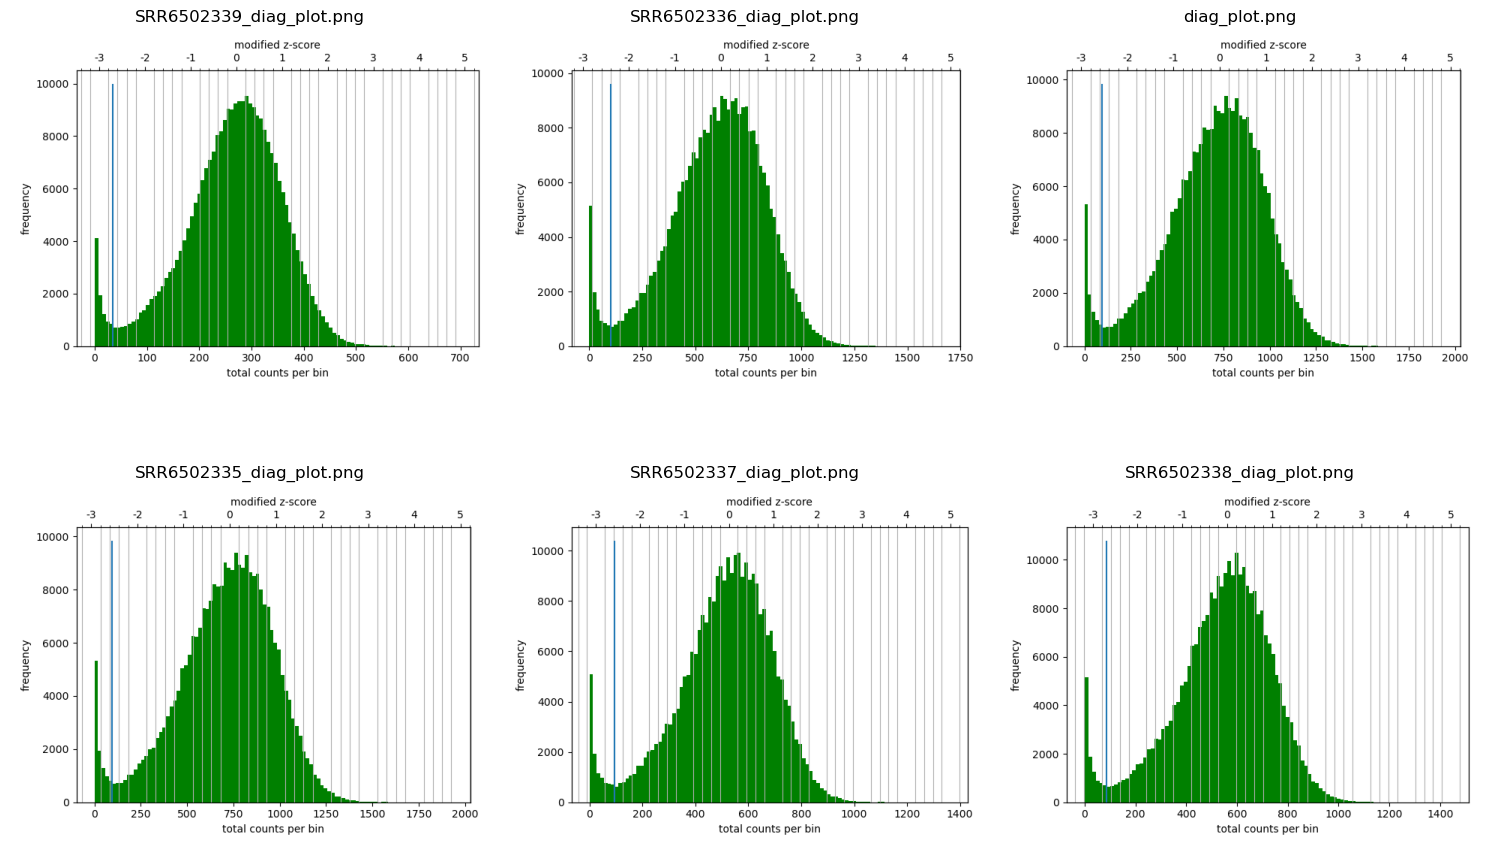 SRR6502339_diag_plot.png
modified z-score
-3 -2 -1 0 1 2 3 4 5
10000
8000
6000
4000
2000
0
frequency
0 100 200 300 400 500 600 700
total counts per bin
SRR6502336_diag_plot.png
modified z-score
-3 -2 -1 0 1 2 3 4 5
10000
8000
6000
4000
2000
0
frequency
0 250 500 750 1000 1250 1500 1750
total counts per bin
diag_plot.png
modified z-score
-3 -2 -1 0 1 2 3 4 5
10000
8000
6000
4000
2000
0
frequency
0 250 500 750 1000 1250 1500 1750 2000
total counts per bin
SRR6502335_diag_plot.png
modified z-score
-3 -2 -1 0 1 2 3 4 5
10000
8000
6000
4000
2000
0
frequency
0 250 500 750 1000 1250 1500 1750 2000
total counts per bin
SRR6502337_diag_plot.png
modified z-score
-3 -2 -1 0 1 2 3 4 5
10000
8000
6000
4000
2000
0
frequency
0 200 400 600 800 1000 1200 1400
total counts per bin
SRR6502338_diag_plot.png
modified z-score
-3 -2 -1 0 1 2 3 4 5
10000
8000
6000
4000
2000
0
frequency
0 200 400 600 800 1000 1200 1400
total counts per bin